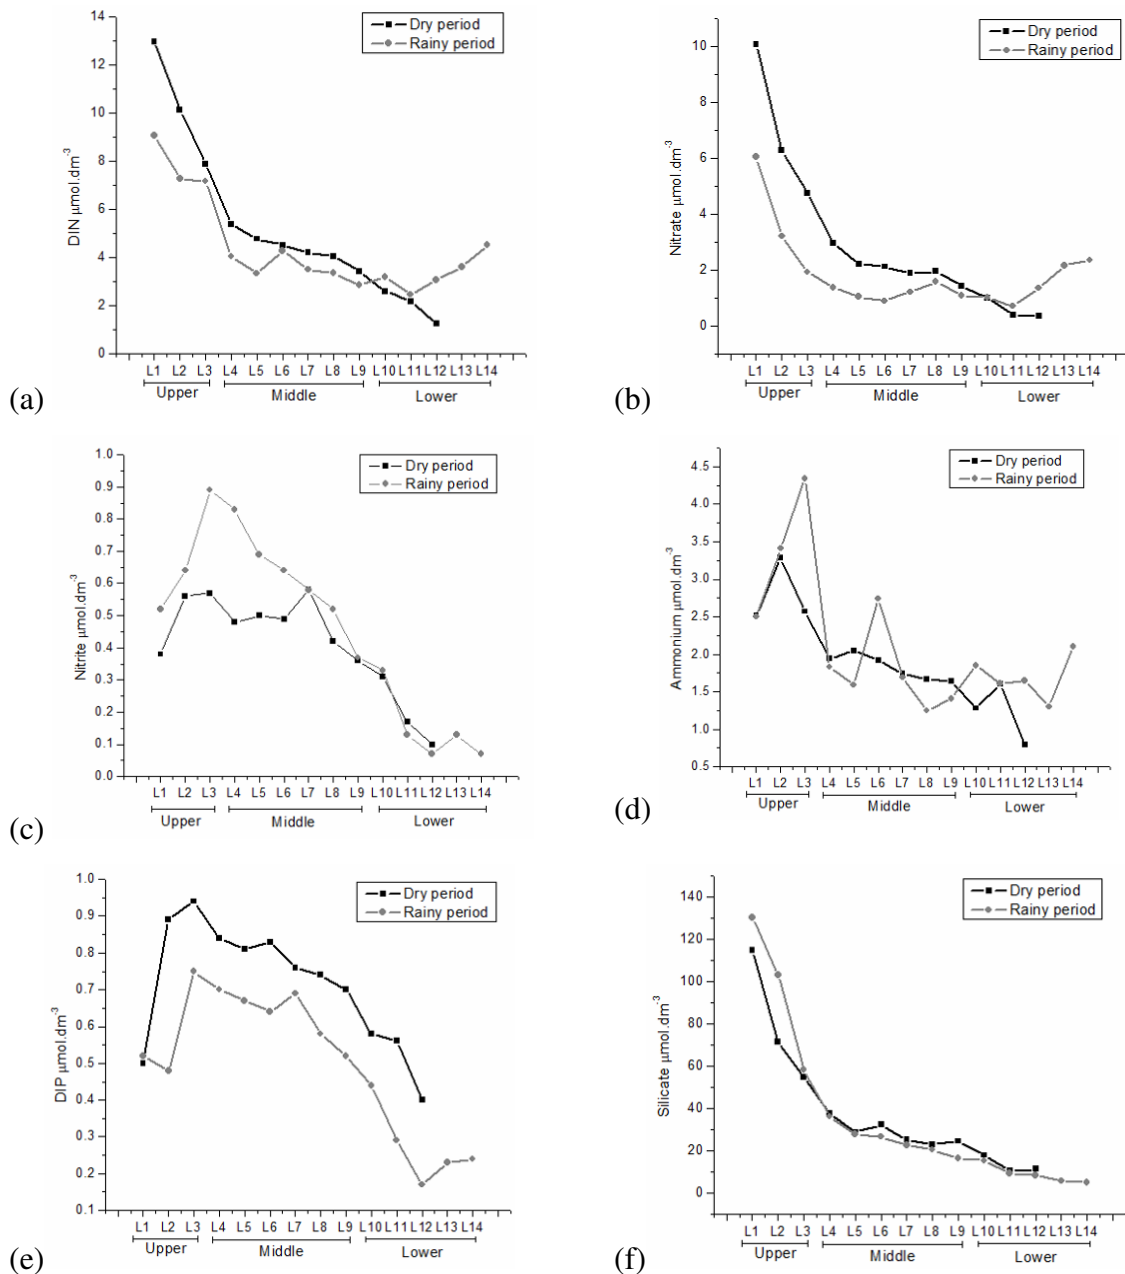 14
12
10
8
6
4
2
0
DIN µmol.dm-3
Dry period
Rainy period
L1 L2 L3 L4 L5 L6 L7 L8 L9 L10 L11 L12 L13 L14
Upper Middle Lower
(a)
10
8
6
4
2
0
Nitrate µmol.dm-3
Dry period
Rainy period
L1 L2 L3 L4 L5 L6 L7 L8 L9 L10 L11 L12 L13 L14
Upper Middle Lower
(b)
1.0
0.9
0.8
0.7
0.6
0.5
0.4
0.3
0.2
0.1
0.0
Nitrite µmol.dm-3
Dry period
Rainy period
L1 L2 L3 L4 L5 L6 L7 L8 L9 L10 L11 L12 L13 L14
Upper Middle Lower
(c)
4.5
4.0
3.5
3.0
2.5
2.0
1.5
1.0
0.5
Ammonium µmol.dm-3
Dry period
Rainy period
L1 L2 L3 L4 L5 L6 L7 L8 L9 L10 L11 L12 L13 L14
Upper Middle Lower
(d)
1.0
0.9
0.8
0.7
0.6
0.5
0.4
0.3
0.2
0.1
DIP µmol.dm-3
Dry period
Rainy period
L1 L2 L3 L4 L5 L6 L7 L8 L9 L10 L11 L12 L13 L14
Upper Middle Lower
(e)
140
120
100
80
60
40
20
0
Silicate µmol.dm-3
Dry period
Rainy period
L1 L2 L3 L4 L5 L6 L7 L8 L9 L10 L11 L12 L13 L14
Upper Middle Lower
(f)